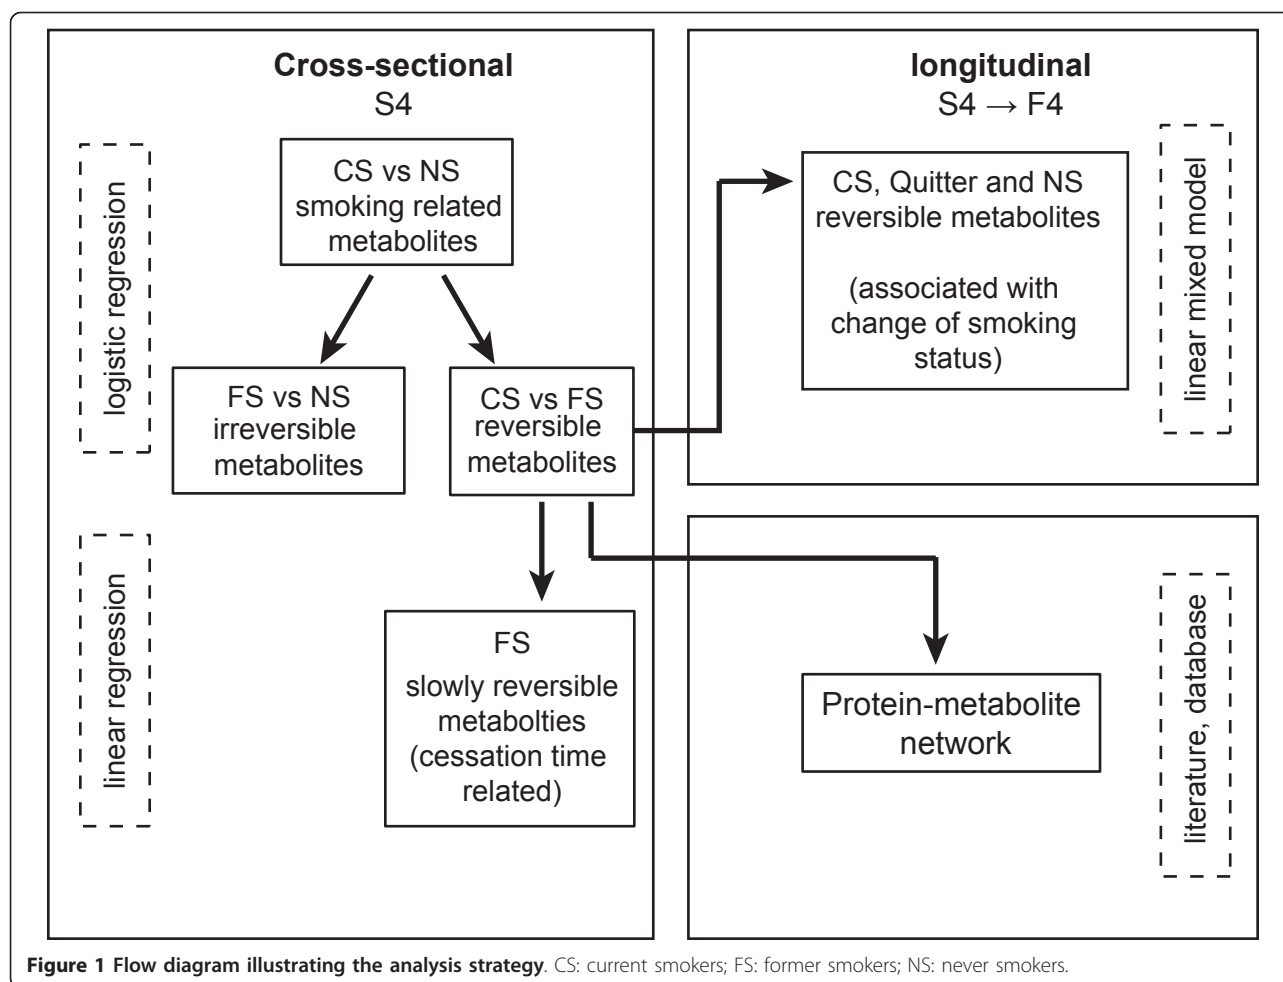 Cross-sectional
S4
logistic regression
CS vs NS
smoking related
metabolites
FS vs NS
irreversible
metabolites
CS vs FS
reversible
metabolites
linear regression
FS
slowly reversible
metabolties
(cessation time
related)
longitudinal
S4 → F4
CS, Quitter and NS
reversible metabolites
(associated with
change of smoking
status)
linear mixed model
Protein-metabolite
network
literature, database
Figure 1 Flow diagram illustrating the analysis strategy. CS: current smokers; FS: former smokers; NS: never smokers.